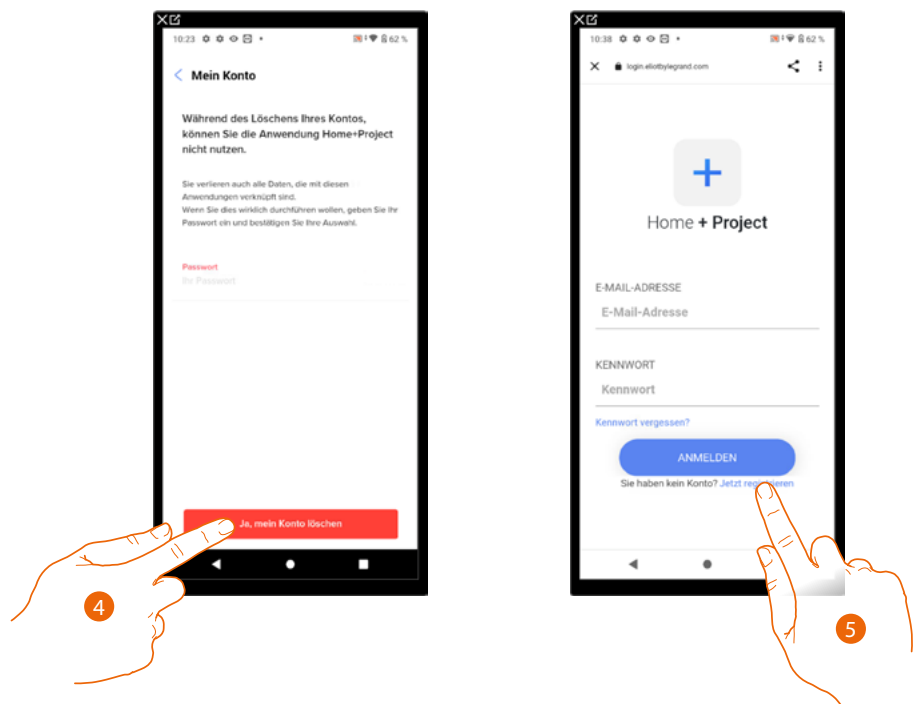 10:23
62 %
Mein Konto
Während des Löschens Ihres Kontos,
können Sie die Anwendung Home+Project
nicht nutzen.
Sie verlieren auch alle Daten, die mit diesen
Anwendungen verknüpft sind.
Wenn Sie dies wirklich durchführen wollen, geben Sie Ihr
Passwort ein und bestätigen Sie Ihre Auswahl.
Passwort
Ihr Passwort
Ja, mein Konto löschen
4
10:38
62 %
login.eliotbylegrand.com
Home + Project
E-MAIL-ADRESSE
E-Mail-Adresse
KENNWORT
Kennwort
Kennwort vergessen?
ANMELDEN
Sie haben kein Konto? Jetzt registrieren
5